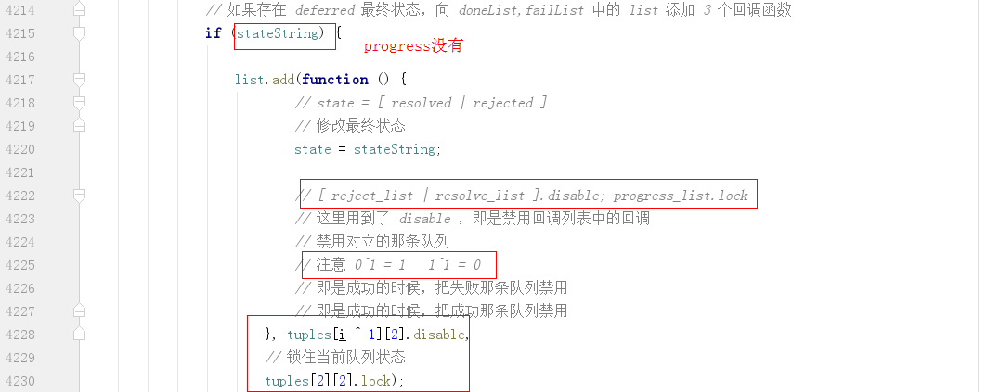 4214 // 如果存在 deferred 最终状态，向 doneList,failList 中的 list 添加 3 个回调函数
4215 if (stateString) {
progress没有
4216
4217 list.add(function () {
4218 // state = [ resolved | rejected ]
4219 // 修改最终状态
4220 state = stateString;
4221
4222 // [ reject_list | resolve_list ].disable; progress_list.lock
4223 // 这里用到了 disable ，即是禁用回调列表中的回调
4224 // 禁用对立的那条队列
4225 // 注意 0^1 = 1 1^1 = 0
4226 // 即是成功的时候，把失败那条队列禁用
4227 // 即是成功的时候，把成功那条队列禁用
4228 }, tuples[i ^ 1][2].disable,
4229 // 锁住当前队列状态
4230 tuples[2][2].lock);